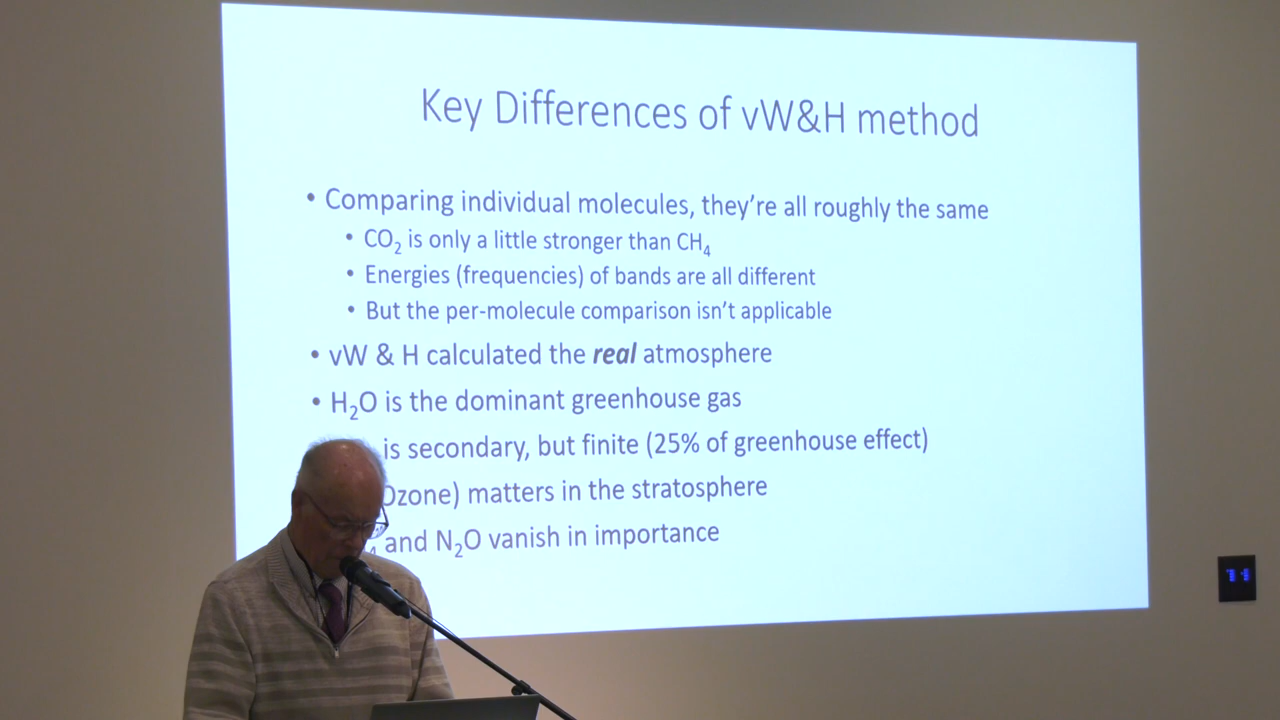 Key Differences of vW&H method
• Comparing individual molecules, they're all roughly the same
• CO₂ is only a little stronger than CH₄
• Energies (frequencies) of bands are all different
• But the per-molecule comparison isn't applicable
• vW & H calculated the real atmosphere
• H₂O is the dominant greenhouse gas
is secondary, but finite (25% of greenhouse effect)
Ozone) matters in the stratosphere
₄ and N₂O vanish in importance